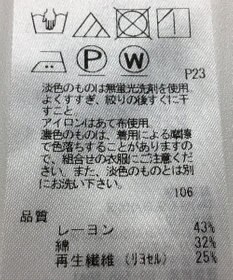 P W
P23
淡色のものは無蛍光洗剤を使用。
よくすすぎ、絞りの後すぐに干
すこと
アイロンはあて布使用
濃色のものは、着用による摩擦
で色落ちすることがありますの
で、組合せの衣服にご注意くだ
さい。また、淡色のものとは別
にお洗い下さい。
106
品質
レーヨン 43%
綿 32%
再生繊維(リヨセル) 25%